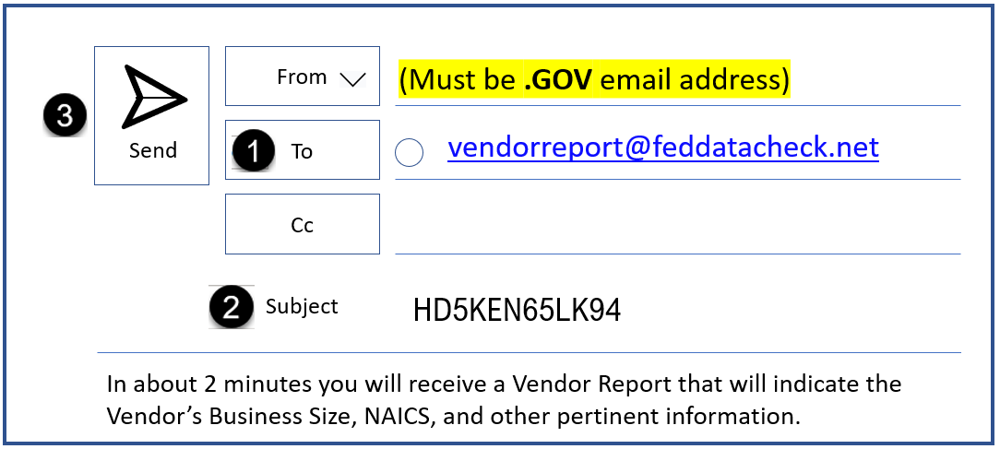 From (Must be .GOV email address)
3 Send
1 To vendorreport@feddatacheck.net
Cc
2 Subject HD5KEN65LK94
In about 2 minutes you will receive a Vendor Report that will indicate the
Vendor's Business Size, NAICS, and other pertinent information.